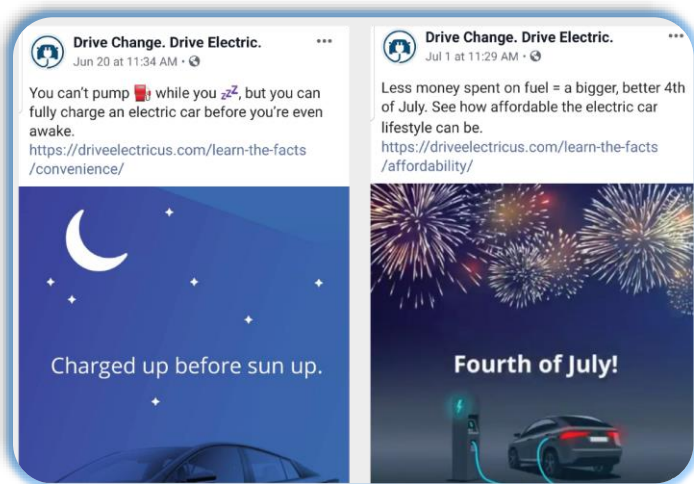 Drive Change. Drive Electric.
Jun 20 at 11:34 AM ·
You can't pump ⛽ while you 💤, but you can
fully charge an electric car before you're even
awake.
https://driveelectricus.com/learn-the-facts
/convenience/
Charged up before sun up.
Drive Change. Drive Electric.
Jul 1 at 11:29 AM ·
Less money spent on fuel = a bigger, better 4th
of July. See how affordable the electric car
lifestyle can be.
https://driveelectricus.com/learn-the-facts
/affordability/
Fourth of July!